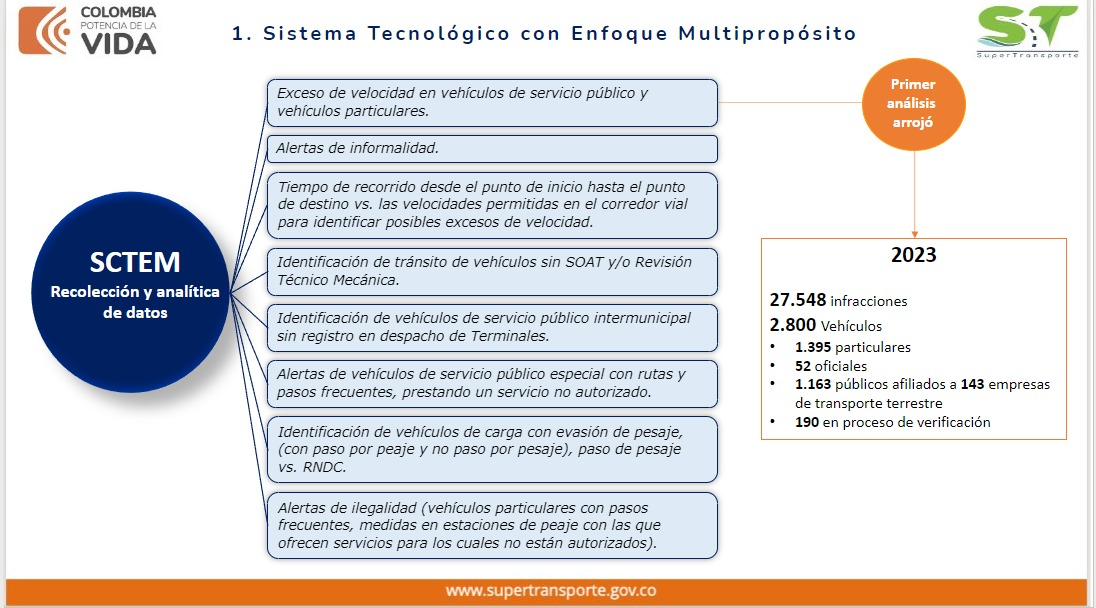 COLOMBIA
POTENCIA DE LA
VIDA
1. Sistema Tecnológico con Enfoque Multipropósito
ST
SuperTransporte
Exceso de velocidad en vehículos de servicio público y
vehículos particulares.
Primer
análisis
arrojó
Alertas de informalidad.
Tiempo de recorrido desde el punto de inicio hasta el punto
de destino vs. las velocidades permitidas en el corredor vial
para identificar posibles excesos de velocidad.
SCTEM
Recolección y analítica
de datos
Identificación de tránsito de vehículos sin SOAT y/o Revisión
Técnico Mecánica.
Identificación de vehículos de servicio público intermunicipal
sin registro en despacho de Terminales.
Alertas de vehículos de servicio público especial con rutas y
pasos frecuentes, prestando un servicio no autorizado.
Identificación de vehículos de carga con evasión de pesaje,
(con paso por peaje y no paso por pesaje), paso de pesaje
vs. RNDC.
Alertas de ilegalidad (vehículos particulares con pasos
frecuentes, medidas en estaciones de peaje con las que
ofrecen servicios para los cuales no están autorizados).
2023
27.548 infracciones
2.800 Vehículos
• 1.395 particulares
• 52 oficiales
• 1.163 públicos afiliados a 143 empresas
de transporte terrestre
• 190 en proceso de verificación
www.supertransporte.gov.co